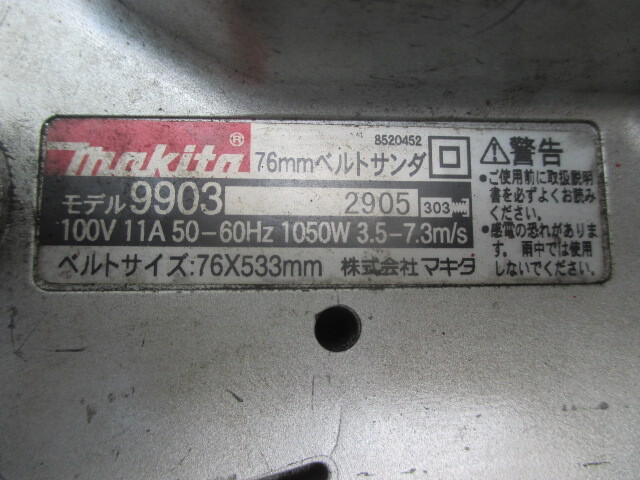 makita® 76mmベルトサンダ 8520452
モデル 9903 2905 303
100V 11A 50-60Hz 1050W 3.5-7.3m/s
ベルトサイズ:76X533mm 株式会社 マキタ
⚠警告
●ご使用前に取扱説明
書を必ずよくお読み
ください。
●感電の恐れがありま
す。雨中では使用
しないでください。